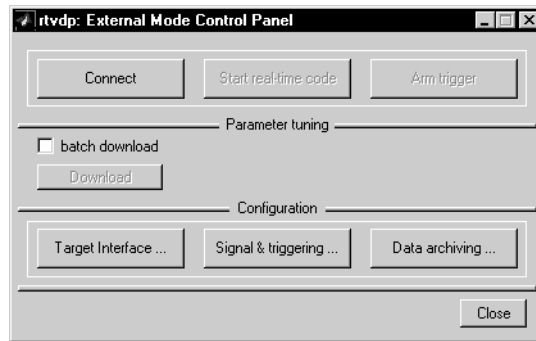 rtvdp: External Mode Control Panel
Connect Start real-time code Arm trigger
Parameter tuning
batch download
Download
Configuration
Target Interface ... Signal & triggering ... Data archiving ...
Close